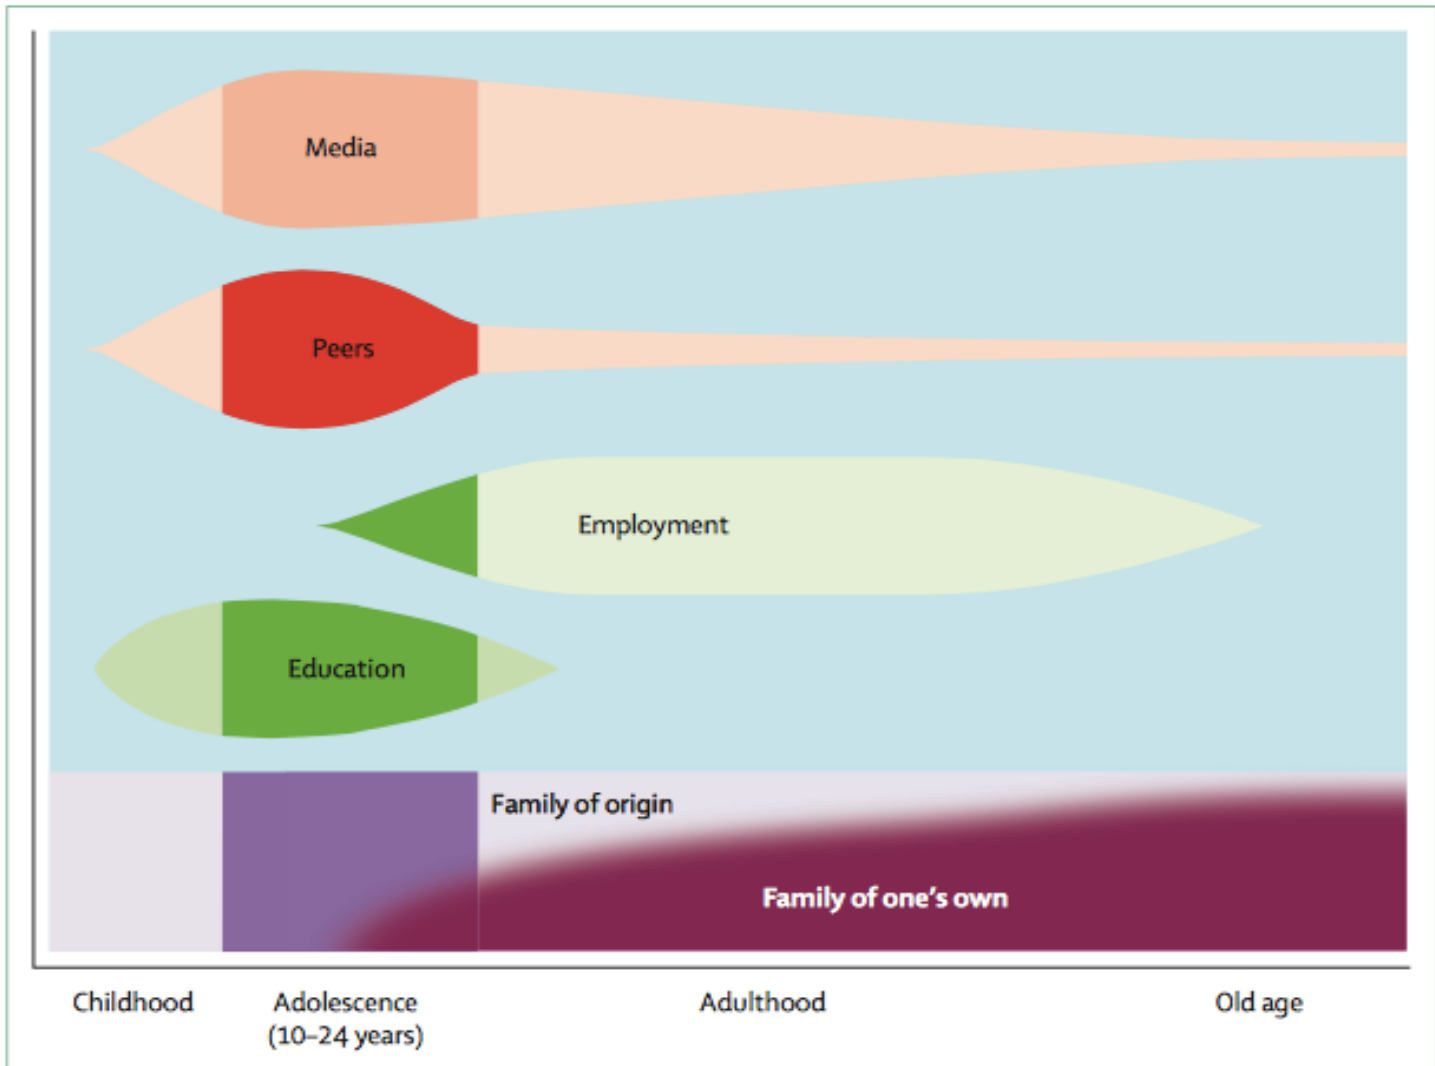 Media
Peers
Employment
Education
Family of origin
Family of one's own
Childhood
Adolescence
(10–24 years)
Adulthood
Old age